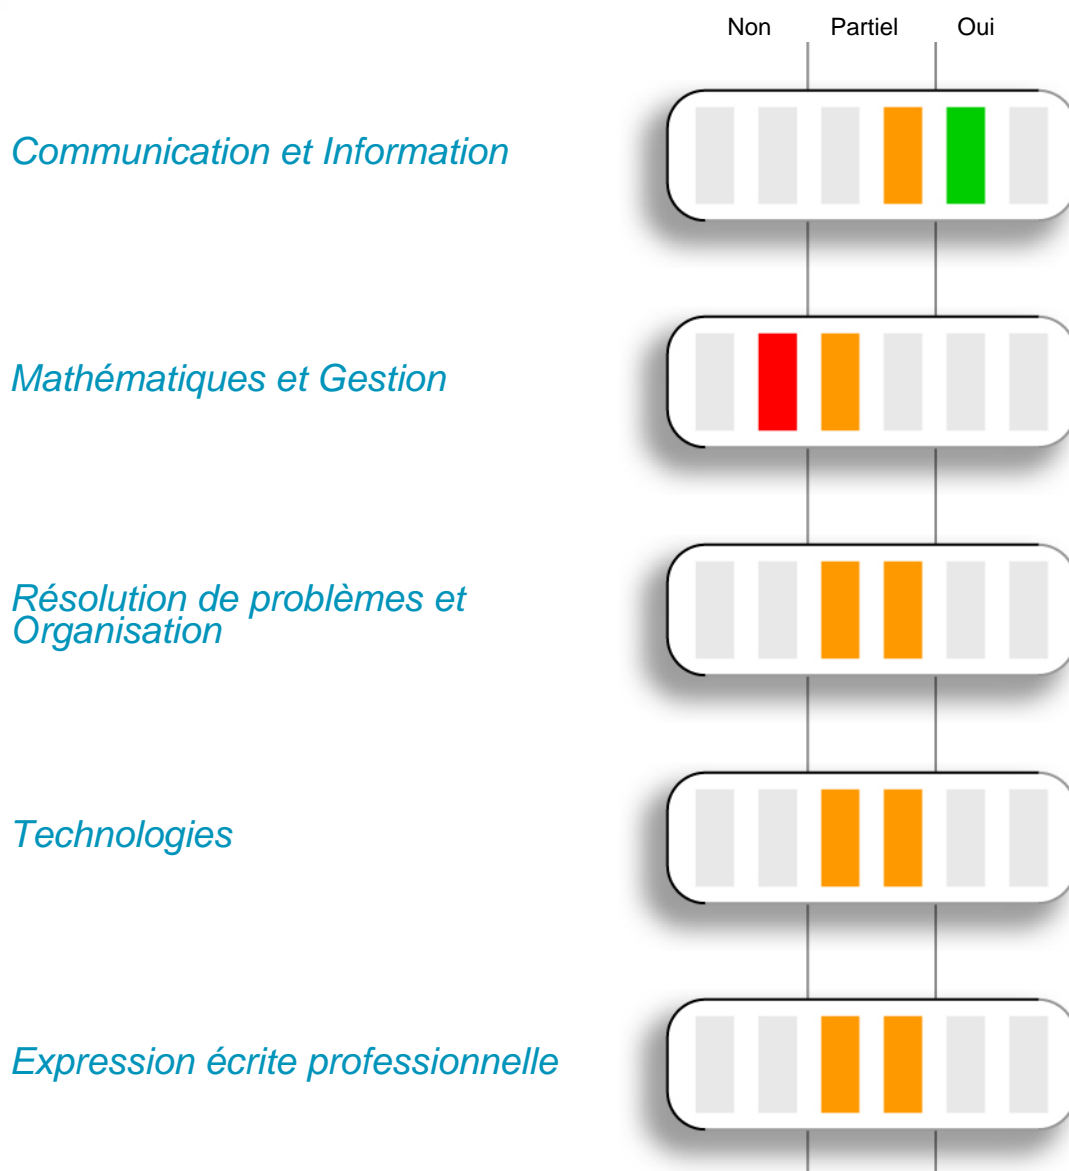 Non Partiel Oui
Communication et Information
Mathématiques et Gestion
Résolution de problèmes et
Organisation
Technologies
Expression écrite professionnelle